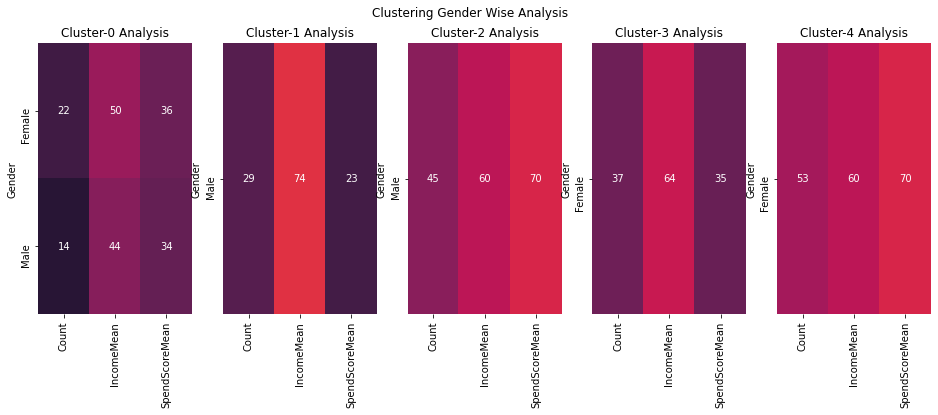 Clustering Gender Wise Analysis
Cluster-0 Analysis
Gender
Female
22 50 36
Male
14 44 34
Count
IncomeMean
SpendScoreMean
Cluster-1 Analysis
Gender
Male
29 74 23
Count
IncomeMean
SpendScoreMean
Cluster-2 Analysis
Gender
Male
45 60 70
Count
IncomeMean
SpendScoreMean
Cluster-3 Analysis
Gender
Female
37 64 35
Count
IncomeMean
SpendScoreMean
Cluster-4 Analysis
Gender
Female
53 60 70
Count
IncomeMean
SpendScoreMean